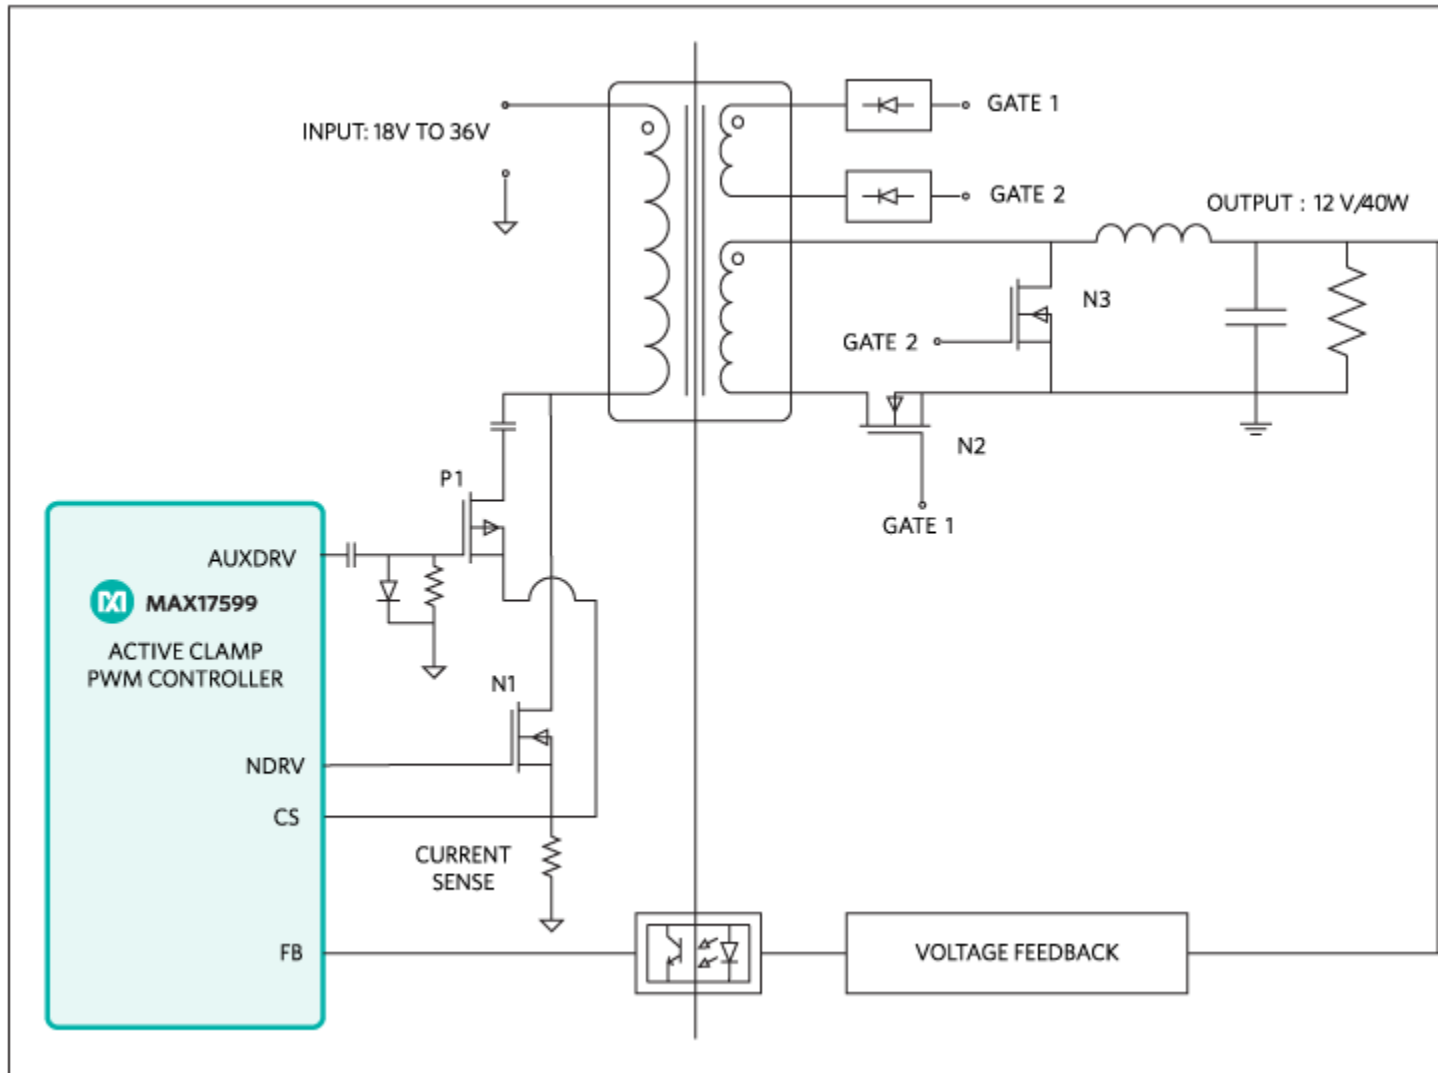 GATE 1
INPUT: 18V TO 36V
GATE 2
OUTPUT : 12 V/40W
N3
GATE 2
N2
P1
GATE 1
AUXDRV
MAX17599
ACTIVE CLAMP
PWM CONTROLLER
N1
NDRV
CS
CURRENT
SENSE
FB
VOLTAGE FEEDBACK